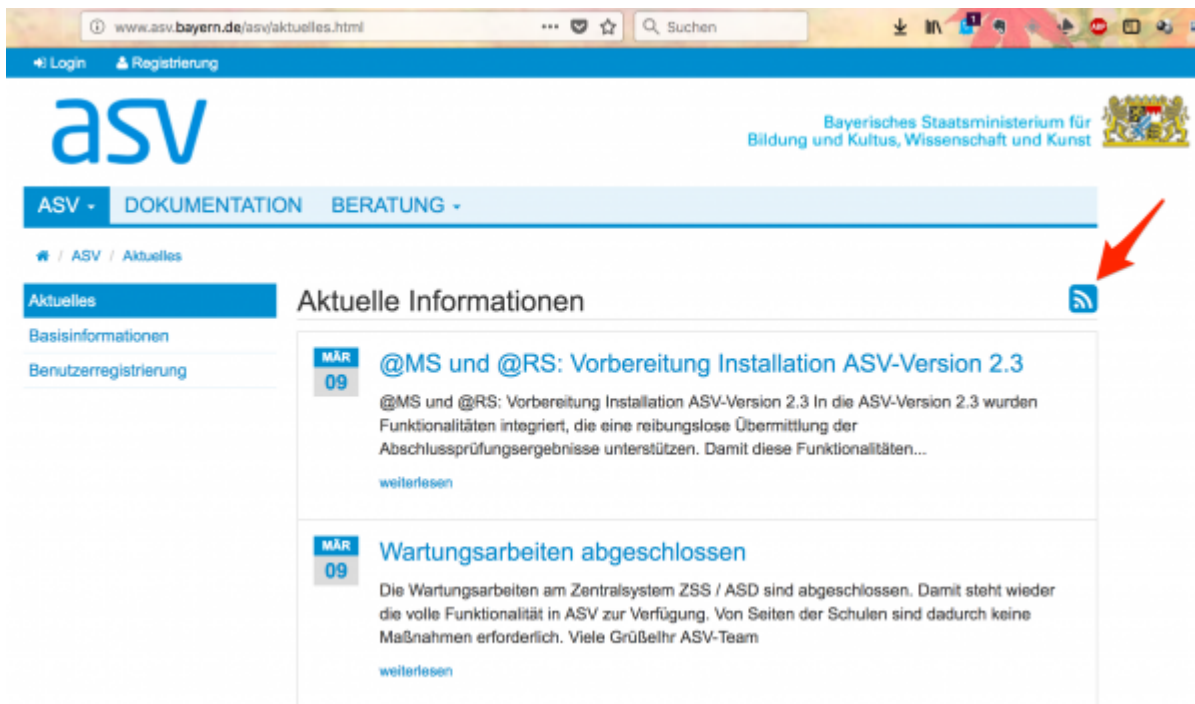 www.asv.bayern.de/asv/aktuelles.html
Suchen
1
ABP
Login Registrierung
asv
Bayerisches Staatsministerium für
Bildung und Kultus, Wissenschaft und Kunst
ASV DOKUMENTATION BERATUNG
/ ASV / Aktuelles
Aktuelles
Basisinformationen
Benutzerregistrierung
Aktuelle Informationen
MÄR
09
@MS und @RS: Vorbereitung Installation ASV-Version 2.3
@MS und @RS: Vorbereitung Installation ASV-Version 2.3 In die ASV-Version 2.3 wurden
Funktionalitäten integriert, die eine reibungslose Übermittlung der
Abschlussprüfungsergebnisse unterstützen. Damit diese Funktionalitäten...
weiterlesen
MÄR
09
Wartungsarbeiten abgeschlossen
Die Wartungsarbeiten am Zentralsystem ZSS / ASD sind abgeschlossen. Damit steht wieder
die volle Funktionalität in ASV zur Verfügung. Von Seiten der Schulen sind dadurch keine
Maßnahmen erforderlich. Viele GrüßeIhr ASV-Team
weiterlesen